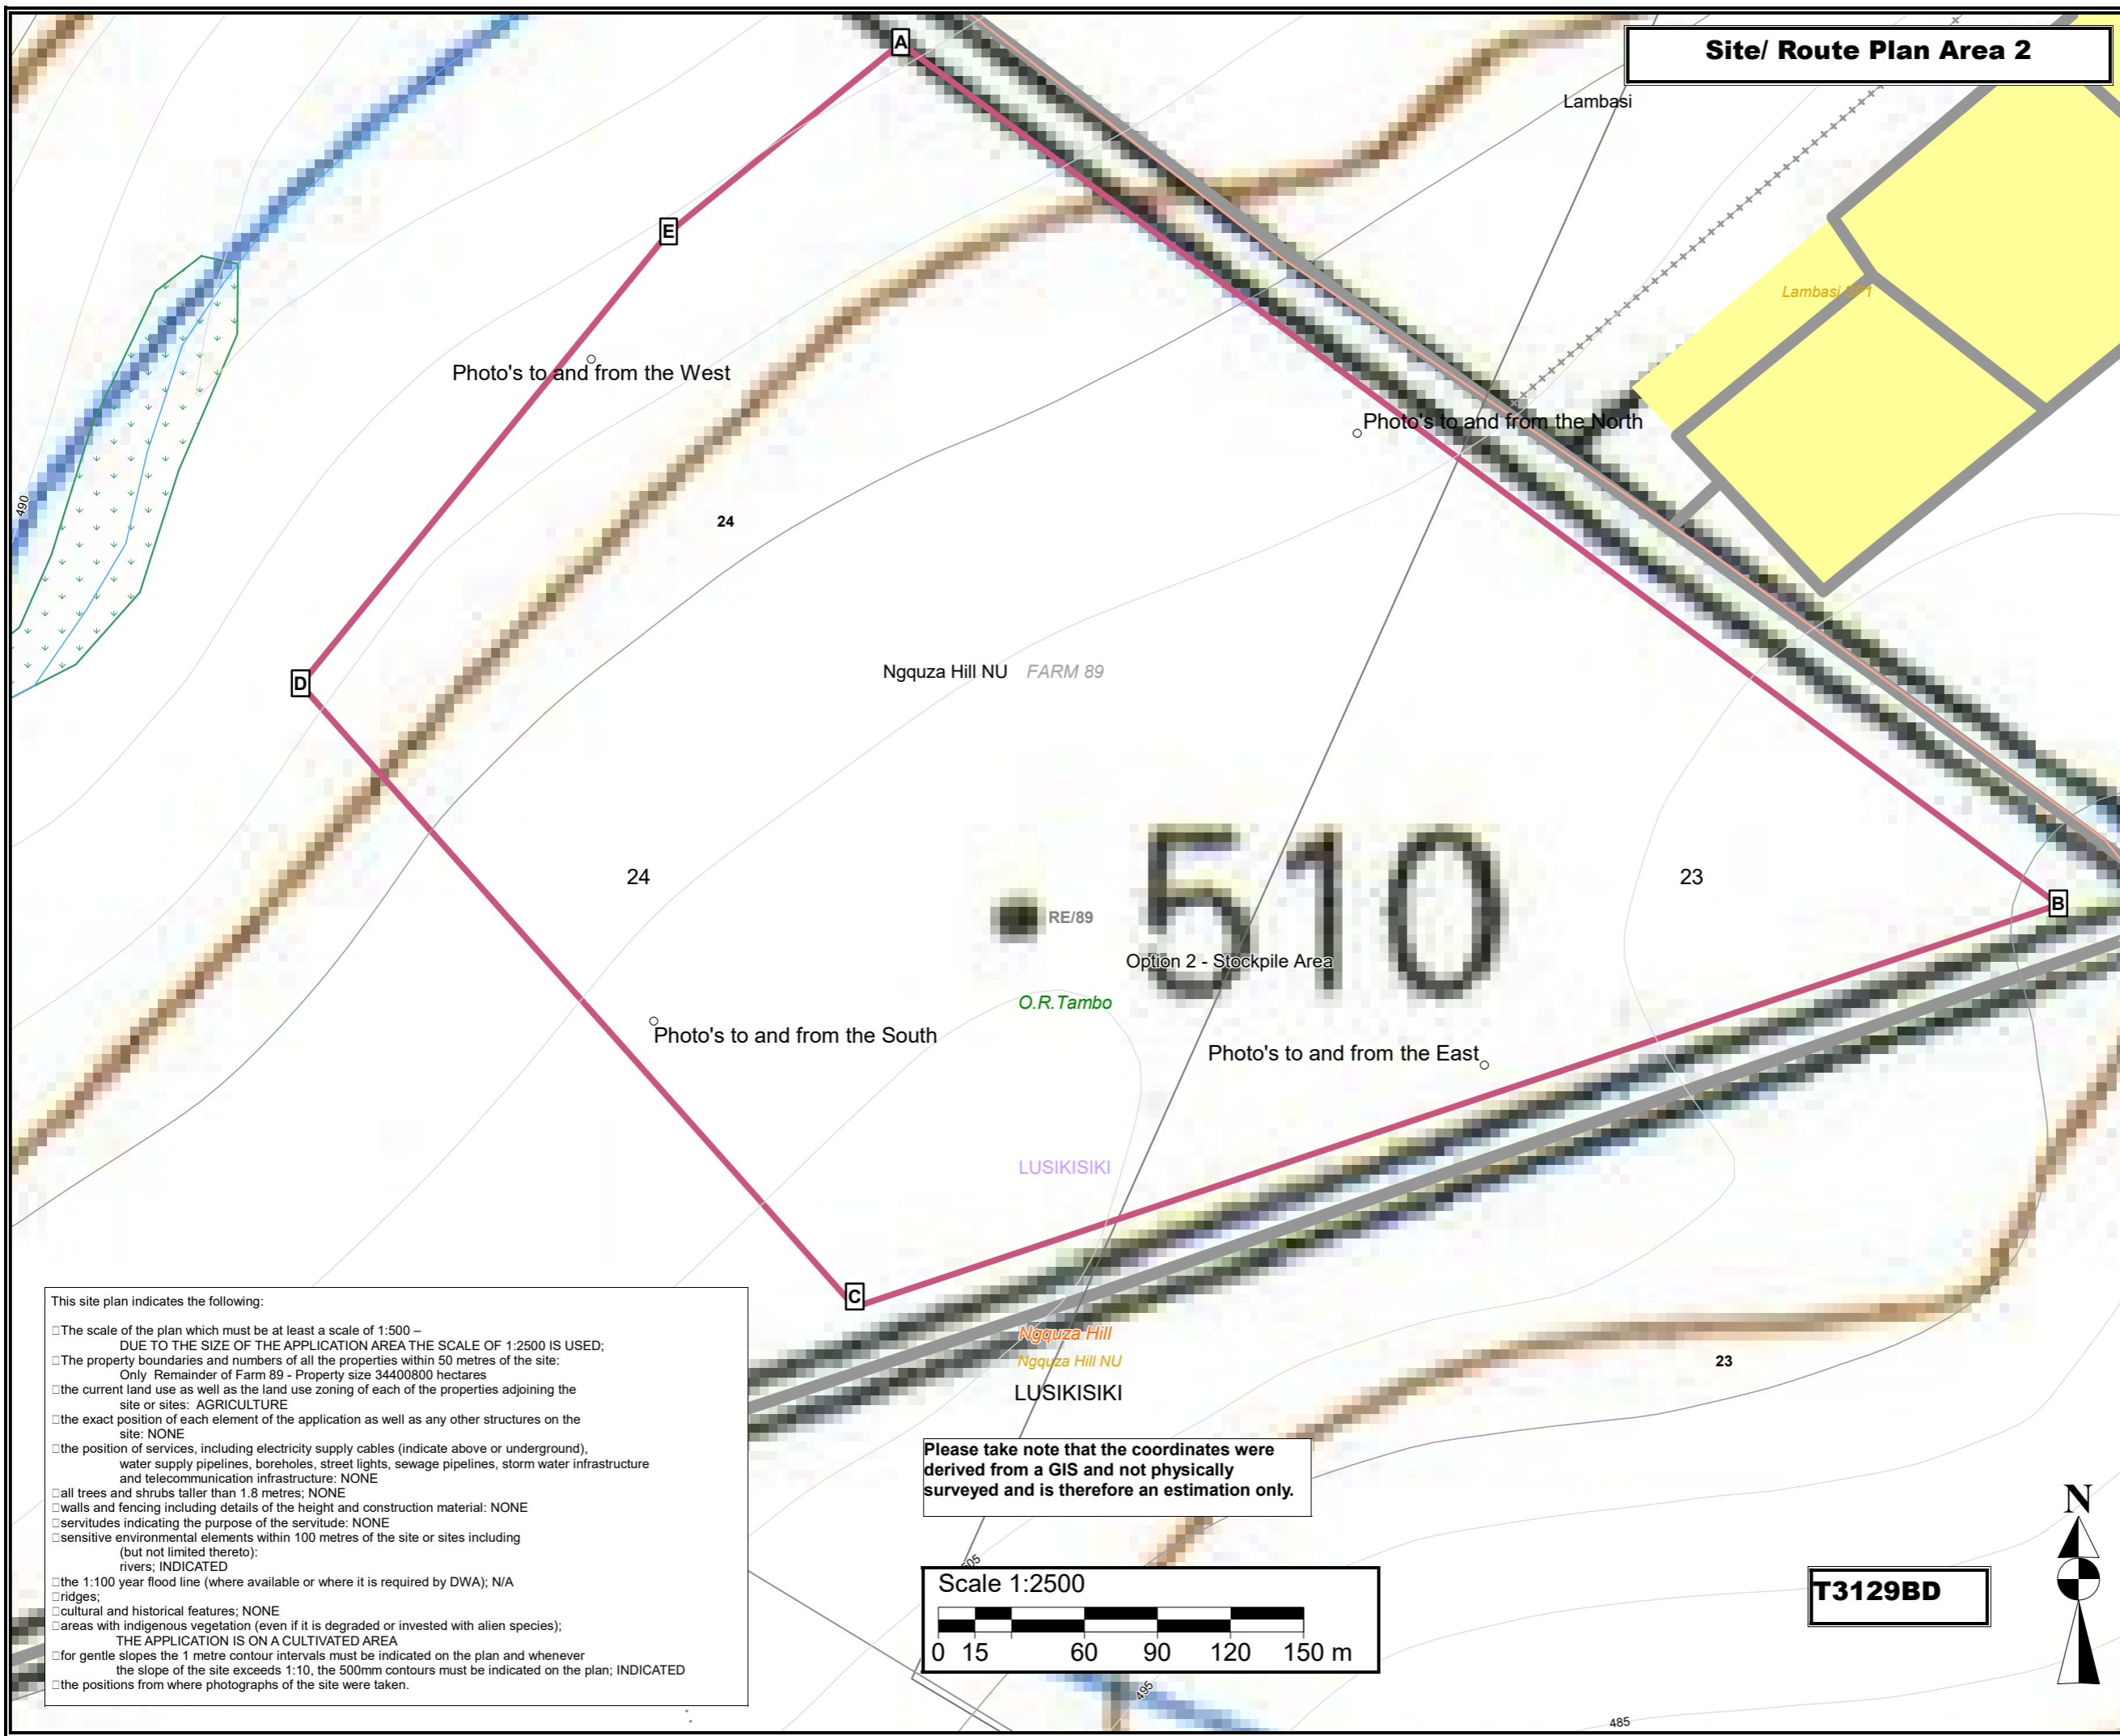 Site/ Route Plan Area 2
A
Lambasi
E
Lambasi SP1
Photo's to and from the West
Photo's to and from the North
490
24
Ngquza Hill NU FARM 89
D
24
23
B
510
RE/89
Option 2 - Stockpile Area
O.R.Tambo
Photo's to and from the South
Photo's to and from the East
LUSIKISIKI
C
Ngquza Hill
Ngquza Hill NU
LUSIKISIKI
23
This site plan indicates the following:
□The scale of the plan which must be at least a scale of 1:500 –
DUE TO THE SIZE OF THE APPLICATION AREA THE SCALE OF 1:2500 IS USED;
□The property boundaries and numbers of all the properties within 50 metres of the site:
Only Remainder of Farm 89 - Property size 34400800 hectares
□the current land use as well as the land use zoning of each of the properties adjoining the
site or sites: AGRICULTURE
□the exact position of each element of the application as well as any other structures on the
site: NONE
□the position of services, including electricity supply cables (indicate above or underground),
water supply pipelines, boreholes, street lights, sewage pipelines, storm water infrastructure
and telecommunication infrastructure: NONE
□all trees and shrubs taller than 1.8 metres; NONE
□walls and fencing including details of the height and construction material: NONE
□servitudes indicating the purpose of the servitude: NONE
□sensitive environmental elements within 100 metres of the site or sites including
(but not limited thereto):
rivers; INDICATED
□the 1:100 year flood line (where available or where it is required by DWA); N/A
□ridges;
□cultural and historical features; NONE
□areas with indigenous vegetation (even if it is degraded or invested with alien species);
THE APPLICATION IS ON A CULTIVATED AREA
□for gentle slopes the 1 metre contour intervals must be indicated on the plan and whenever
the slope of the site exceeds 1:10, the 500mm contours must be indicated on the plan; INDICATED
□the positions from where photographs of the site were taken.
Please take note that the coordinates were
derived from a GIS and not physically
surveyed and is therefore an estimation only.
Scale 1:2500
0 15 60 90 120 150 m
495
485
T3129BD
N